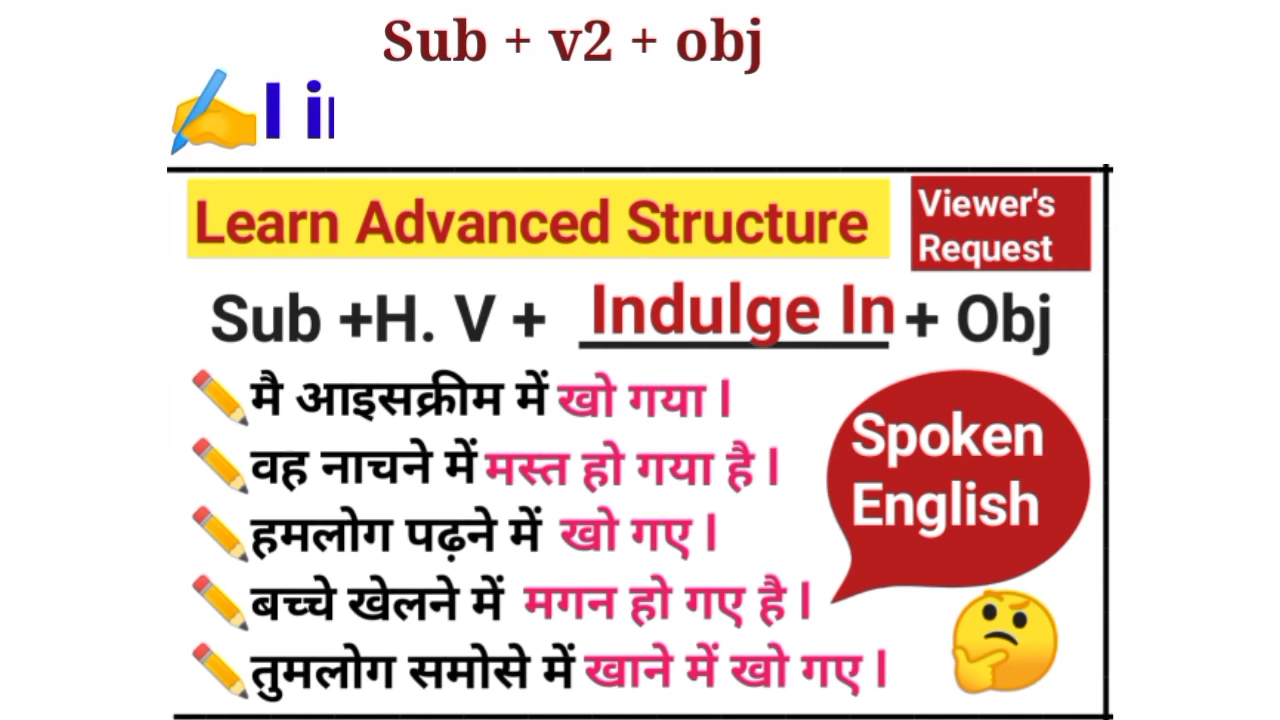 Sub + v2 + obj
I i
Learn Advanced Structure
Viewer's
Request
Sub +H. V + Indulge In + Obj
मै आइसक्रीम में खो गया l
वह नाचने में मस्त हो गया है l
हमलोग पढ़ने में खो गए l
बच्चे खेलने में मगन हो गए है l
तुमलोग समोसे में खाने में खो गए l
Spoken
English